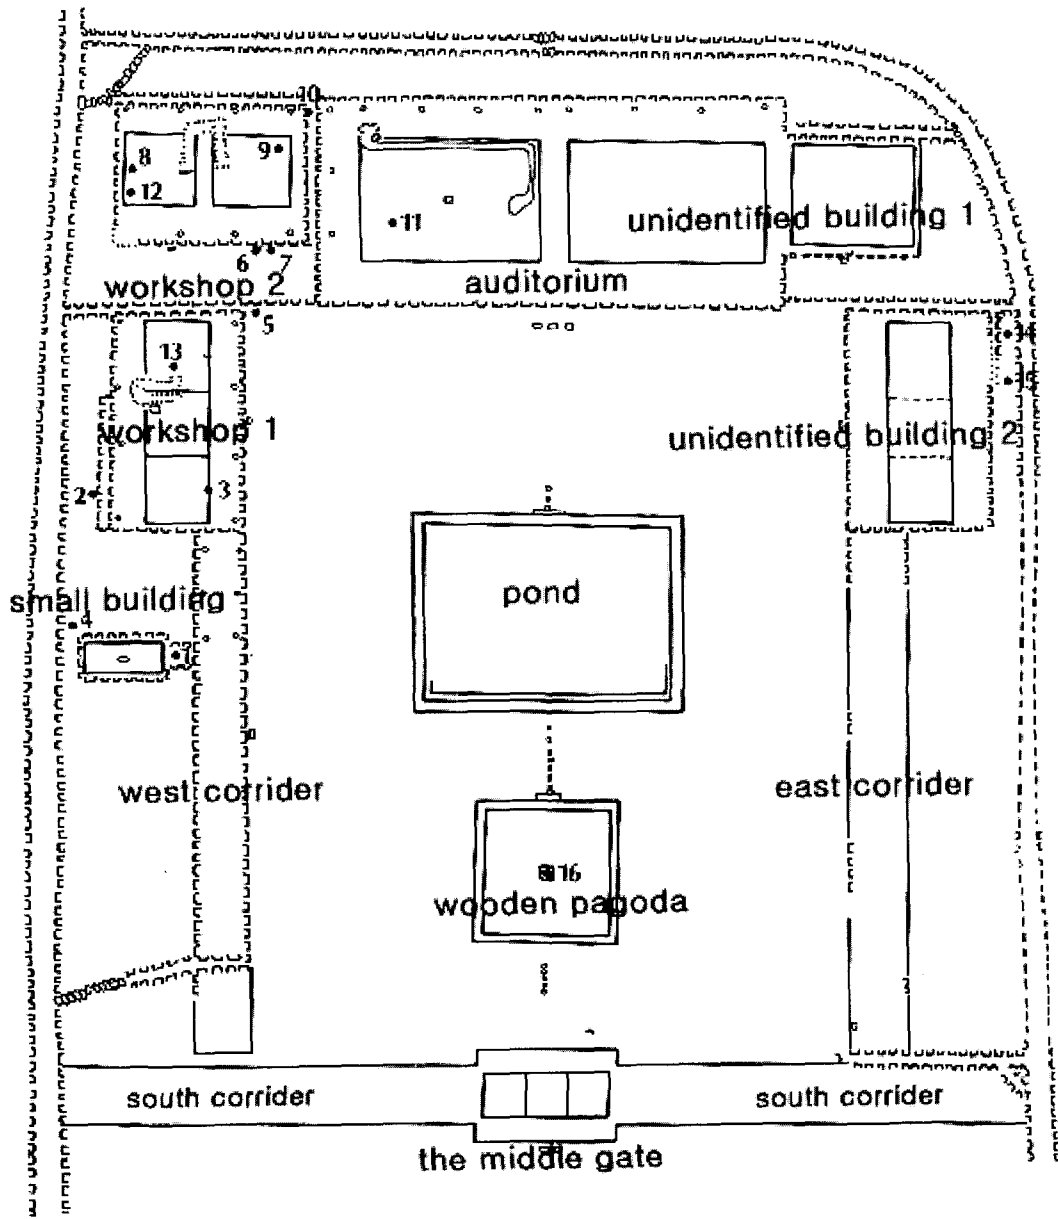 10
8
9
12
11
unidentified building 1
6
7
auditorium
workshop 2
5
14
13
15
workshop 1
unidentified building 2
2
3
pond
small building
4
1
west corrider
east corrider
16
wooden pagoda
south corrider
south corrider
the middle gate